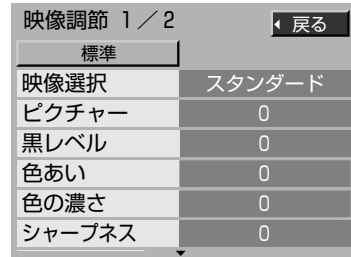 映像調節 1／2
戻る
標準
映像選択 スタンダード
ピクチャー 0
黒レベル 0
色あい 0
色の濃さ 0
シャープネス 0